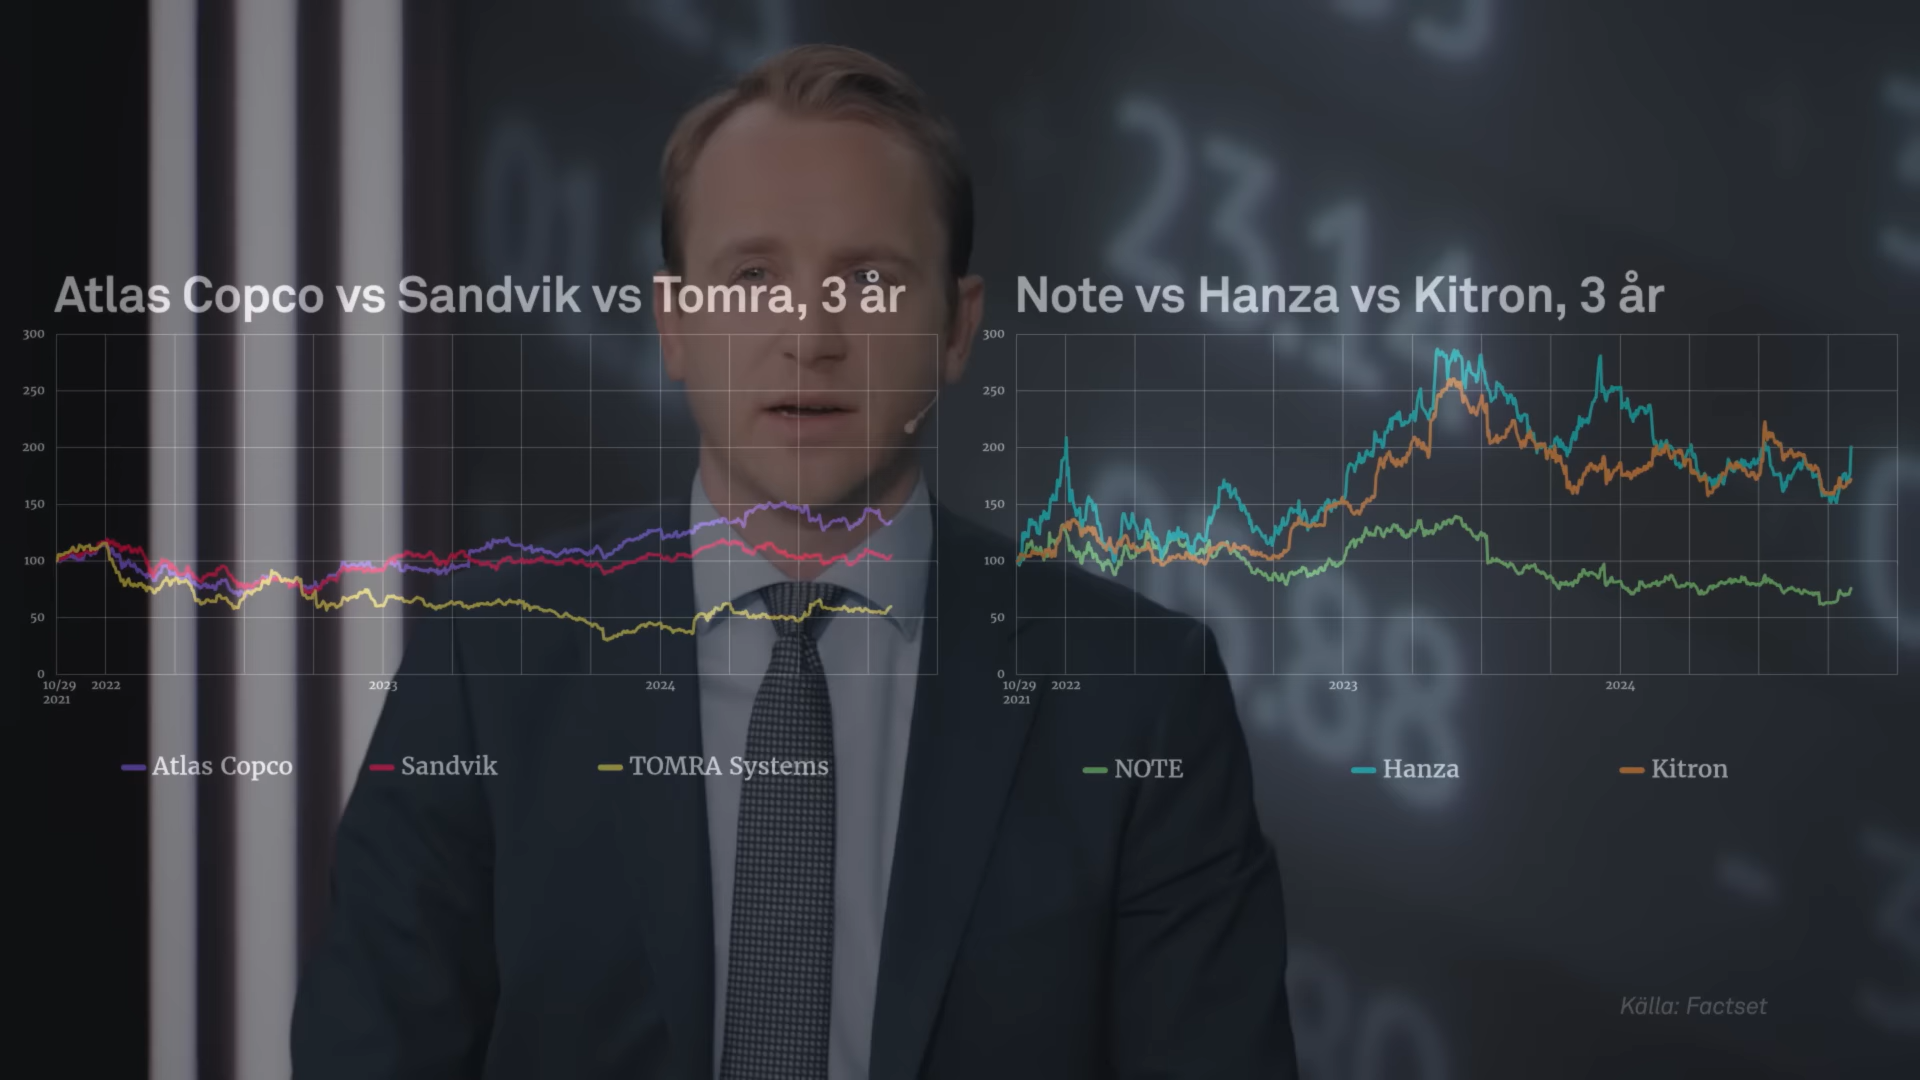 Atlas Copco vs Sandvik vs Tomra, 3 år
300
250
200
150
100
50
0
10/29
2021
2022
2023
2024
Atlas Copco
Sandvik
TOMRA Systems
Note vs Hanza vs Kitron, 3 år
300
250
200
150
100
50
0
10/29
2021
2022
2023
2024
NOTE
Hanza
Kitron
Källa: Factset